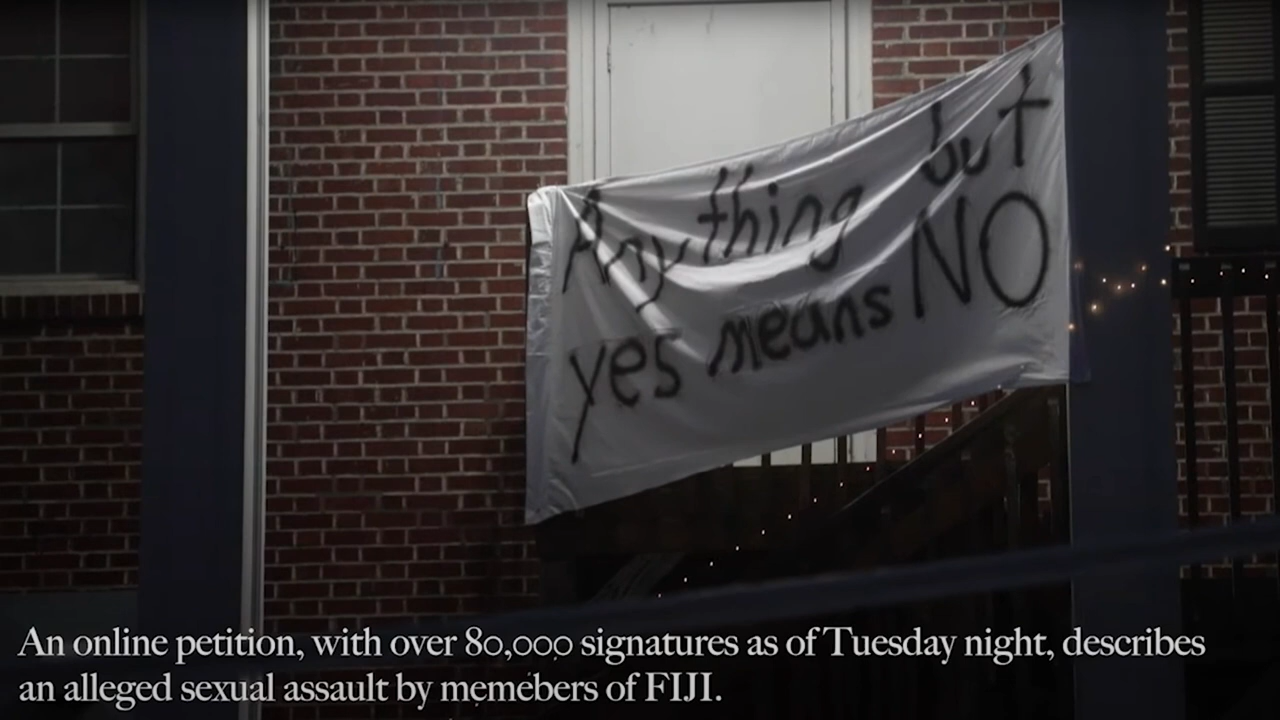 Anything but
yes means NO
An online petition, with over 80,000 signatures as of Tuesday night, describes
an alleged sexual assault by memebers of FIJI.